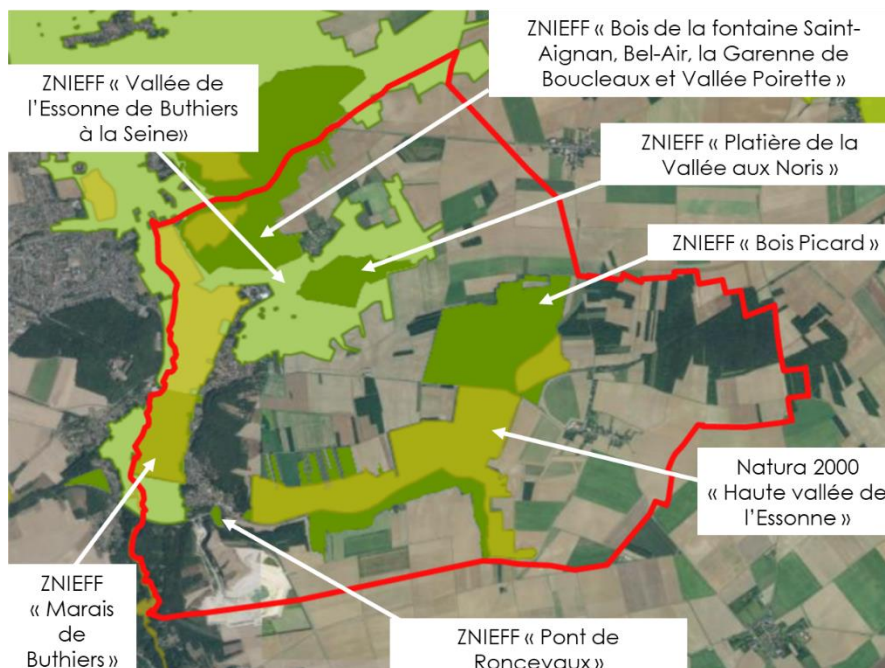 ZNIEFF « Bois de la fontaine Saint-
Aignan, Bel-Air, la Garenne de
Boucleaux et Vallée Poirette »
ZNIEFF « Vallée de
l’Essonne de Buthiers
à la Seine»
ZNIEFF « Platière de la
Vallée aux Noris »
ZNIEFF « Bois Picard »
Natura 2000
« Haute vallée de
l’Essonne »
ZNIEFF
« Marais
de
Buthiers »
ZNIEFF « Pont de
Roncevaux »